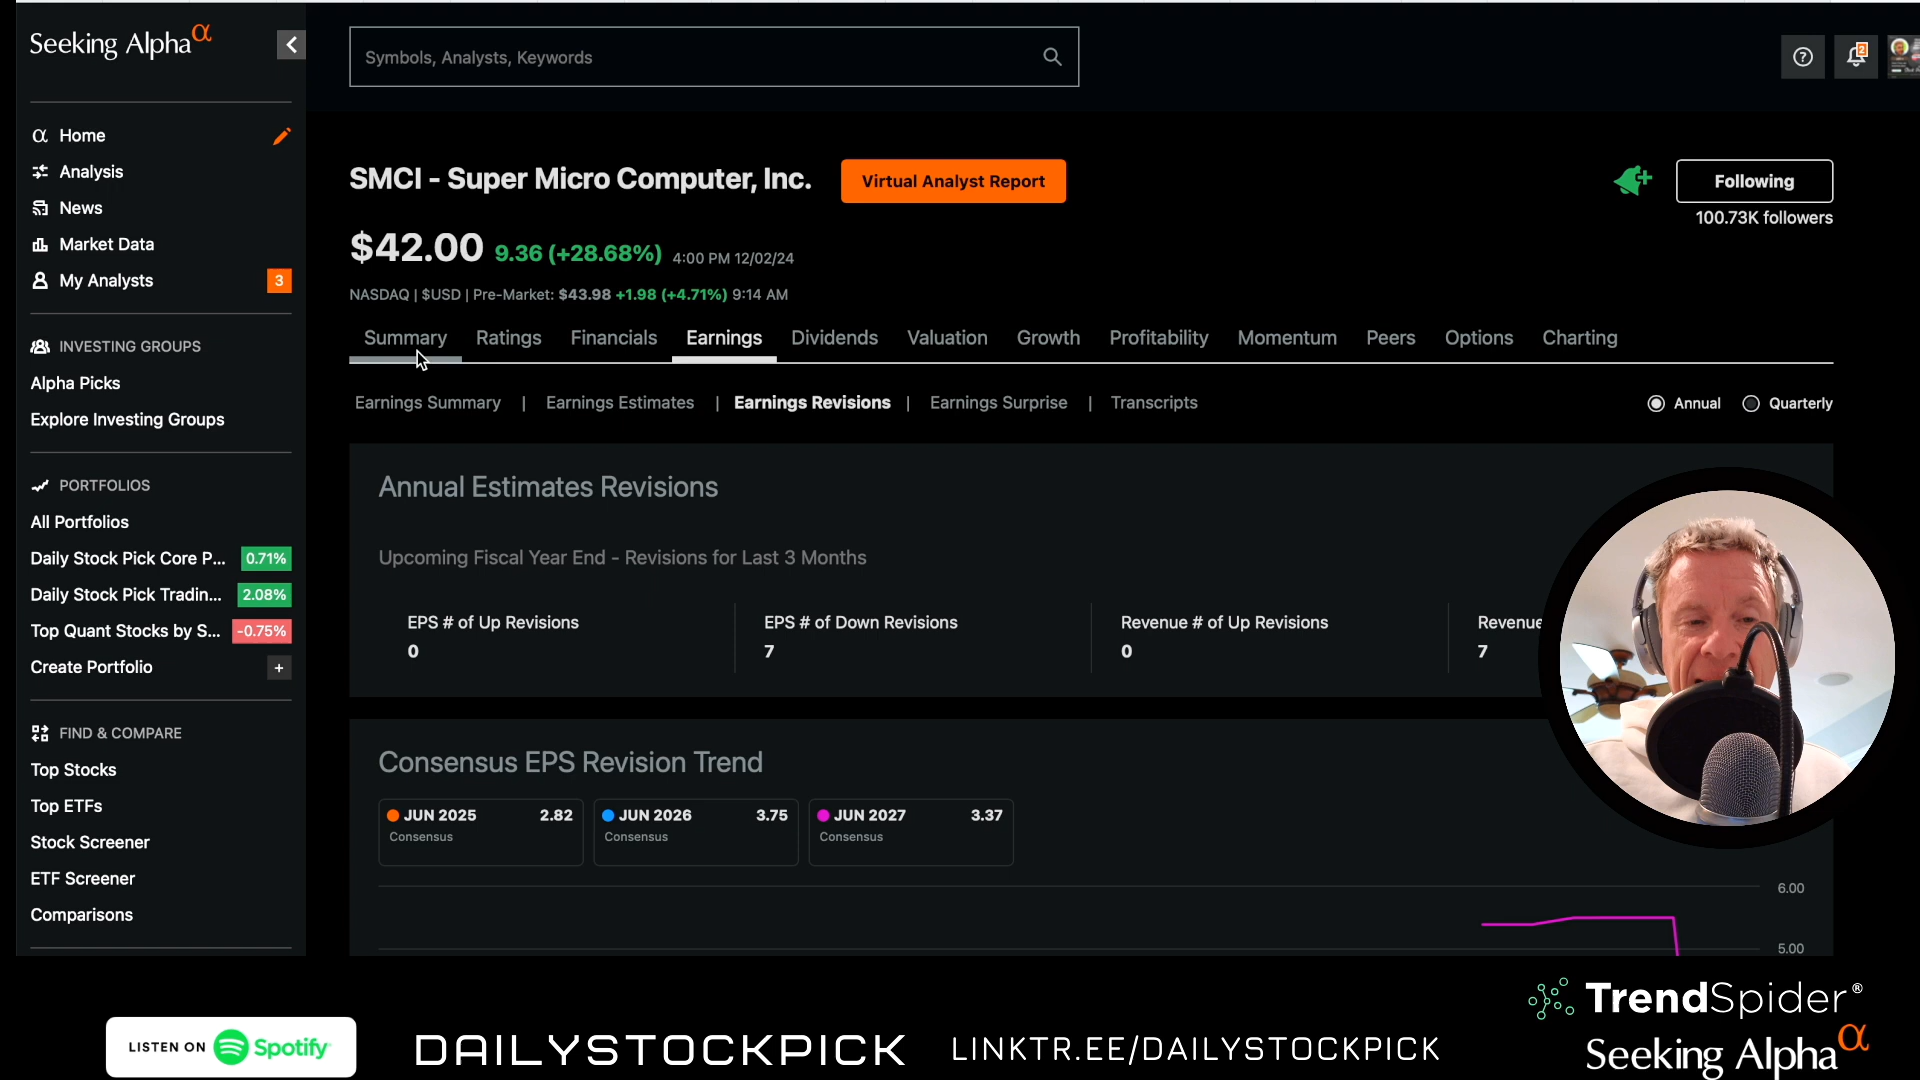 Seeking Alpha α
Symbols, Analysts, Keywords
2
Home
Analysis
News
Market Data
My Analysts 3
INVESTING GROUPS
Alpha Picks
Explore Investing Groups
PORTFOLIOS
All Portfolios
Daily Stock Pick Core P... 0.71%
Daily Stock Pick Tradin... 2.08%
Top Quant Stocks by S... -0.75%
Create Portfolio +
FIND & COMPARE
Top Stocks
Top ETFs
Stock Screener
ETF Screener
Comparisons
SMCI - Super Micro Computer, Inc. Virtual Analyst Report
Following
100.73K followers
$42.00 9.36 (+28.68%) 4:00 PM 12/02/24
NASDAQ | $USD | Pre-Market: $43.98 +1.98 (+4.71%) 9:14 AM
Summary Ratings Financials Earnings Dividends Valuation Growth Profitability Momentum Peers Options Charting
Earnings Summary | Earnings Estimates | Earnings Revisions | Earnings Surprise | Transcripts Annual Quarterly
Annual Estimates Revisions
Upcoming Fiscal Year End - Revisions for Last 3 Months
EPS # of Up Revisions EPS # of Down Revisions Revenue # of Up Revisions Revenue
0 7 0 7
Consensus EPS Revision Trend
JUN 2025 2.82 JUN 2026 3.75 JUN 2027 3.37
Consensus Consensus Consensus
6.00
5.00
LISTEN ON Spotify
DAILYSTOCKPICK
LINKTR.EE/DAILYSTOCKPICK
TrendSpider®
Seeking Alpha α